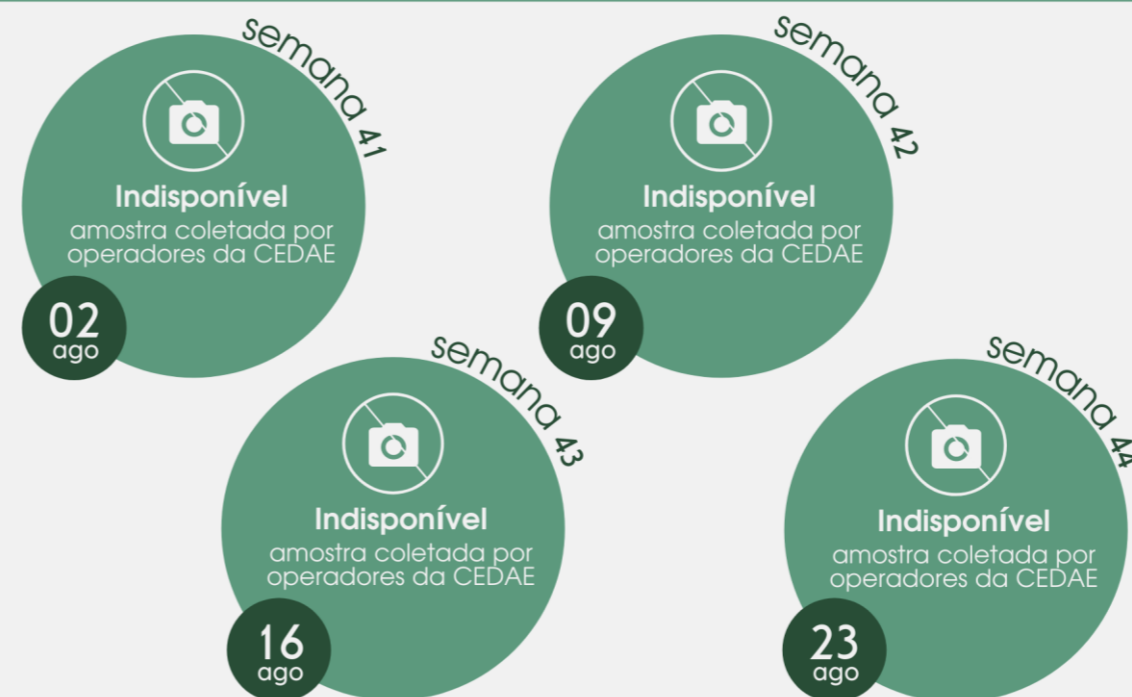 semana 41
Indisponível
amostra coletada por
operadores da CEDAE
02
ago
semana 42
Indisponível
amostra coletada por
operadores da CEDAE
09
ago
semana 43
Indisponível
amostra coletada por
operadores da CEDAE
16
ago
semana 44
Indisponível
amostra coletada por
operadores da CEDAE
23
ago